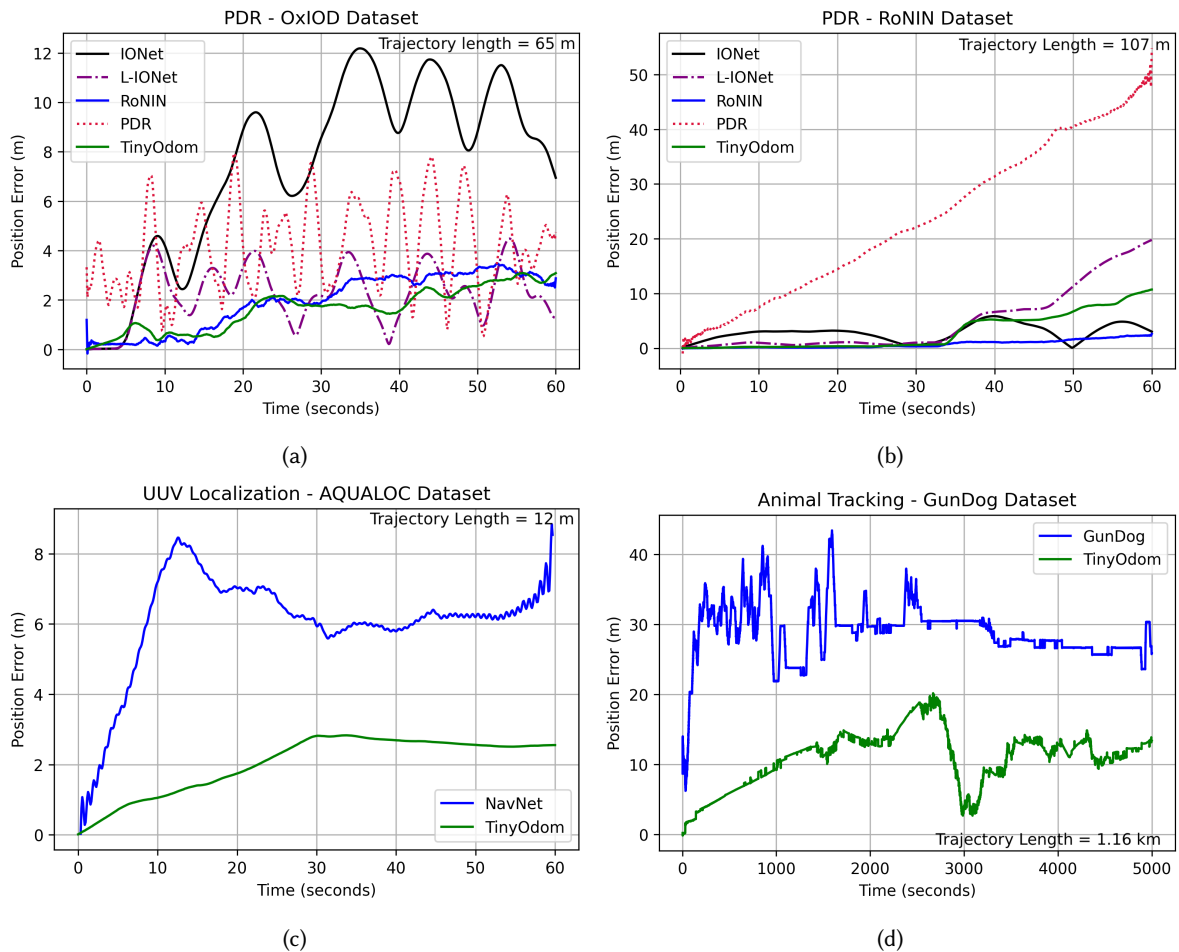 PDR - OxIOD Dataset
Trajectory length = 65 m
IONet
L-IONet
RoNIN
PDR
TinyOdom
Position Error (m)
12
10
8
6
4
2
0
0 10 20 30 40 50 60
Time (seconds)
(a)
PDR - RoNIN Dataset
Trajectory Length = 107 m
IONet
L-IONet
RoNIN
PDR
TinyOdom
Position Error (m)
50
40
30
20
10
0
0 10 20 30 40 50 60
Time (seconds)
(b)
UUV Localization - AQUALOC Dataset
Trajectory Length = 12 m
Position Error (m)
8
6
4
2
0
NavNet
TinyOdom
0 10 20 30 40 50 60
Time (seconds)
(c)
Animal Tracking - GunDog Dataset
GunDog
TinyOdom
Position Error (m)
40
30
20
10
0
Trajectory Length = 1.16 km
0 1000 2000 3000 4000 5000
Time (seconds)
(d)